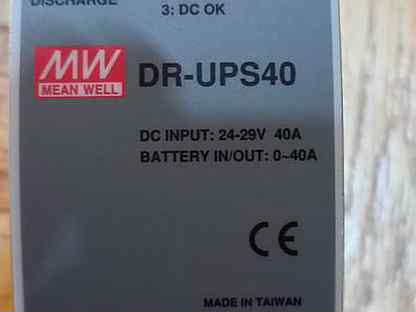 DISCHARGE
3: DC OK
MW
MEAN WELL
DR-UPS40
DC INPUT: 24-29V 40A
BATTERY IN/OUT: 0~40A
CE
MADE IN TAIWAN